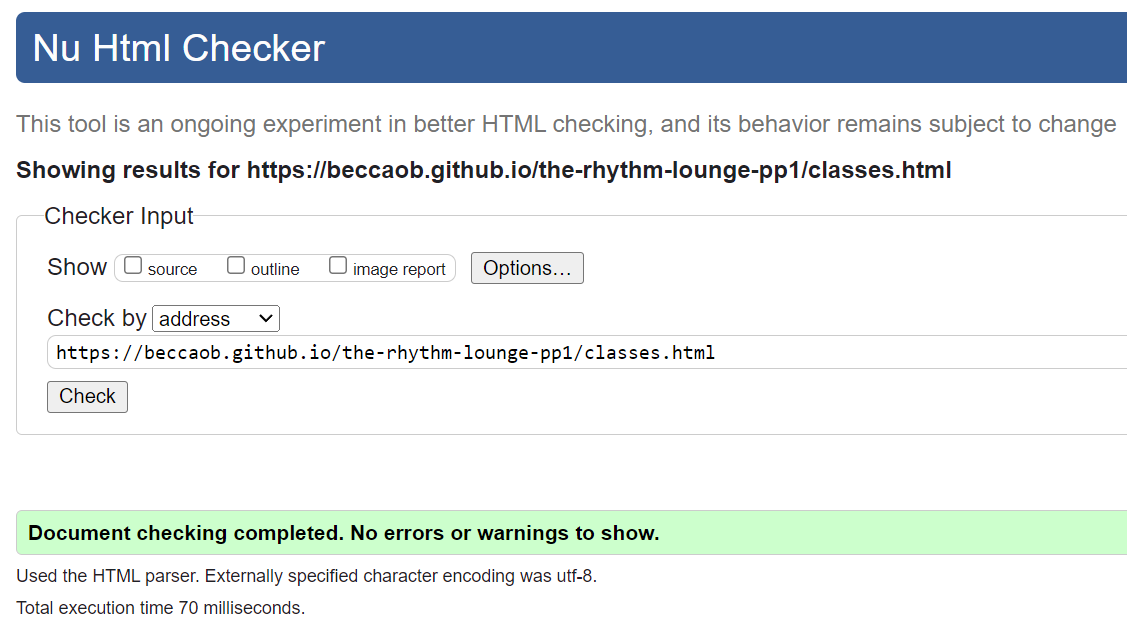 Nu Html Checker
This tool is an ongoing experiment in better HTML checking, and its behavior remains subject to change
Showing results for https://beccaob.github.io/the-rhythm-lounge-pp1/classes.html
Checker Input
Show source outline image report Options...
Check by address
https://beccaob.github.io/the-rhythm-lounge-pp1/classes.html
Check
Document checking completed. No errors or warnings to show.
Used the HTML parser. Externally specified character encoding was utf-8.
Total execution time 70 milliseconds.